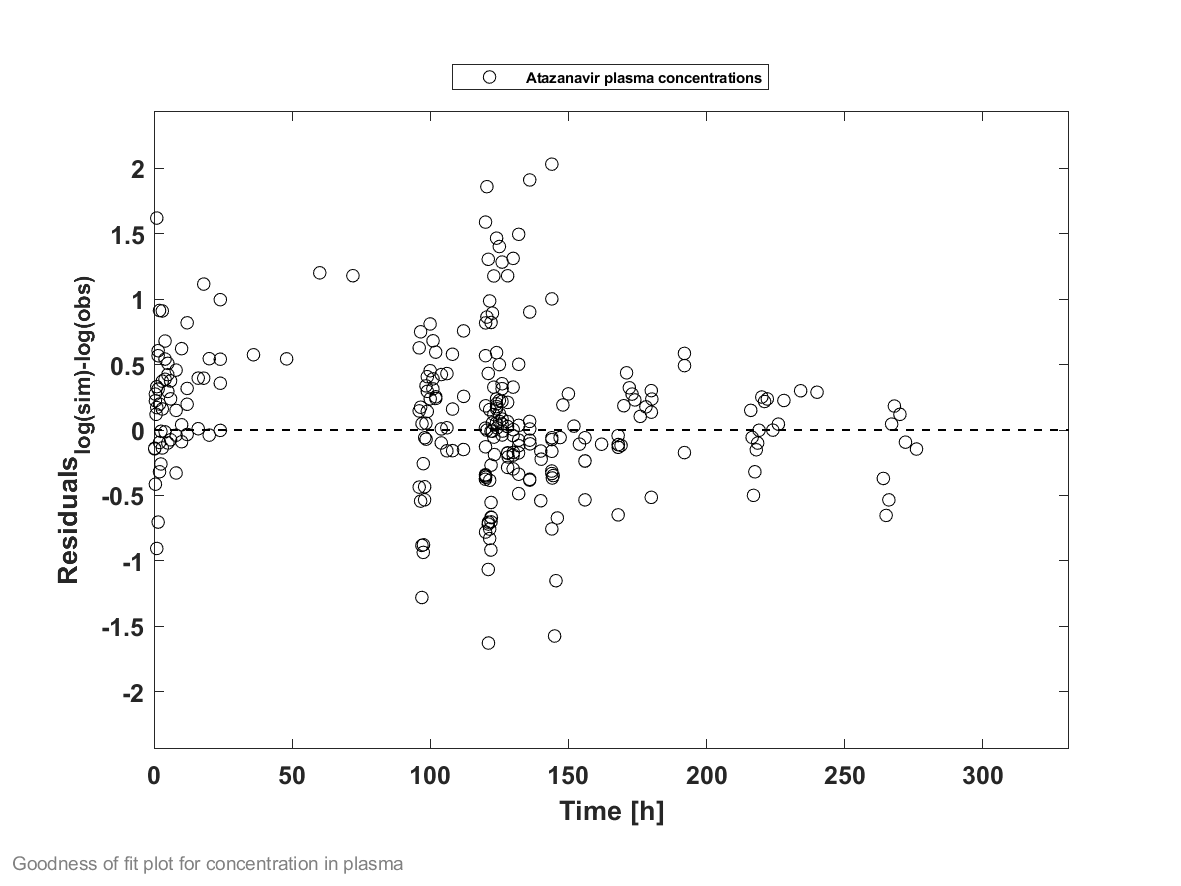 Atazanavir plasma concentrations
2
1.5
1
0.5
0
-0.5
-1
-1.5
-2
Residuals log(sim)-log(obs)
0 50 100 150 200 250 300
Time [h]
Goodness of fit plot for concentration in plasma